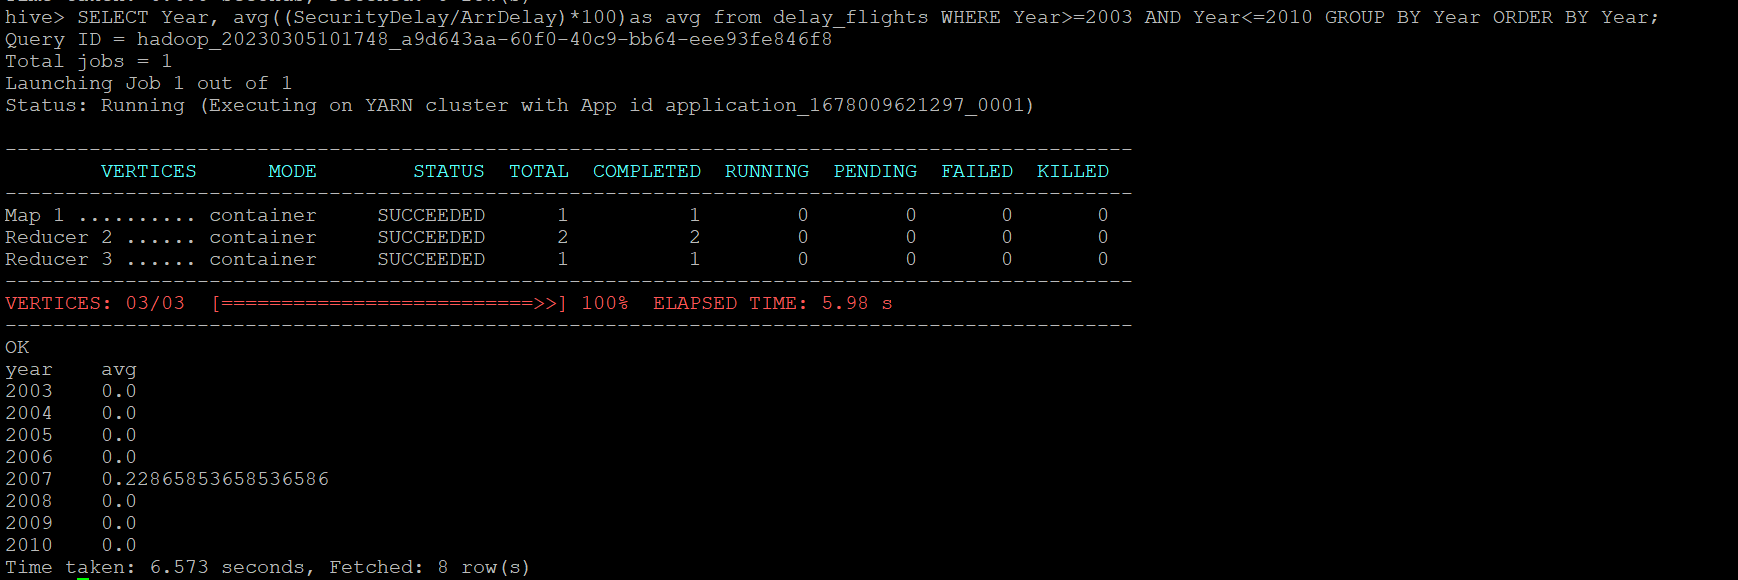 hive> SELECT Year, avg((SecurityDelay/ArrDelay)*100)as avg from delay_flights WHERE Year>=2003 AND Year<=2010 GROUP BY Year ORDER BY Year;
Query ID = hadoop_20230305101748_a9d643aa-60f0-40c9-bb64-eee93fe846f8
Total jobs = 1
Launching Job 1 out of 1
Status: Running (Executing on YARN cluster with App id application_1678009621297_0001)

----------------------------------------------------------------------------------------------
        VERTICES      MODE        STATUS  TOTAL  COMPLETED  RUNNING  PENDING  FAILED  KILLED
----------------------------------------------------------------------------------------------
Map 1 .......... container     SUCCEEDED      1          1        0        0       0       0
Reducer 2 ...... container     SUCCEEDED      2          2        0        0       0       0
Reducer 3 ...... container     SUCCEEDED      1          1        0        0       0       0
----------------------------------------------------------------------------------------------
VERTICES: 03/03  [==========================>>] 100%  ELAPSED TIME: 5.98 s
----------------------------------------------------------------------------------------------
OK
year    avg
2003    0.0
2004    0.0
2005    0.0
2006    0.0
2007    0.22865853658536586
2008    0.0
2009    0.0
2010    0.0
Time taken: 6.573 seconds, Fetched: 8 row(s)